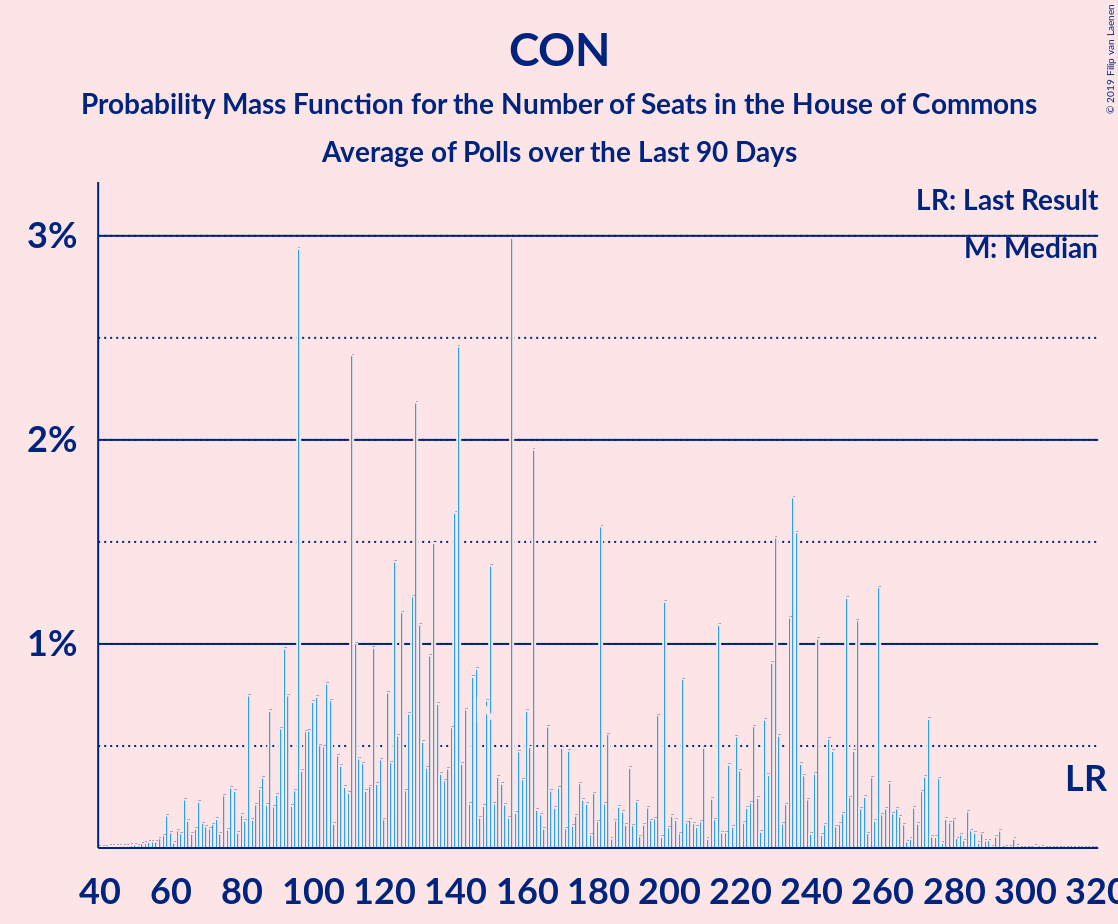 CON
Probability Mass Function for the Number of Seats in the House of Commons
Average of Polls over the Last 90 Days
© 2019 Filip van Laenen
LR: Last Result
M: Median
3%
2%
1%
LR
40 60 80 100 120 140 160 180 200 220 240 260 280 300 320